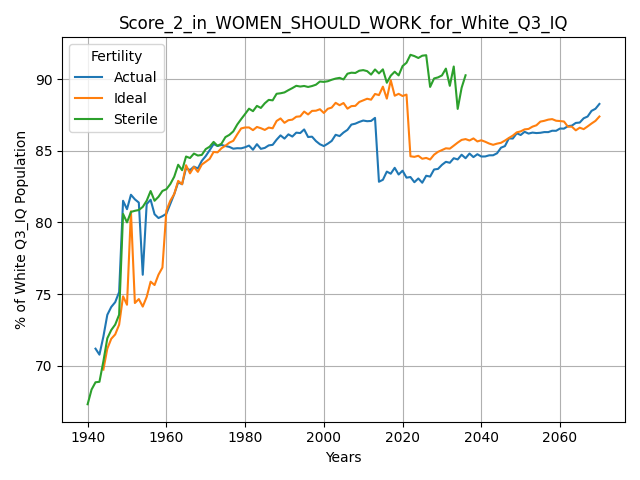 Score_2_in_WOMEN_SHOULD_WORK_for_White_Q3_IQ
Fertility
Actual
Ideal
Sterile
% of White Q3_IQ Population
90
85
80
75
70
1940 1960 1980 2000 2020 2040 2060
Years